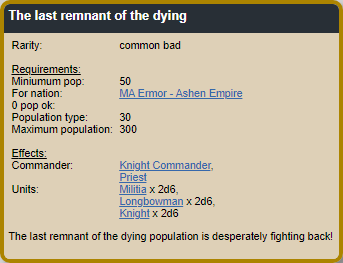 The last remnant of the dying
Rarity: common bad
Requirements:
Miniumum pop: 50
For nation: MA Ermor - Ashen Empire
0 pop ok:
Population type: 30
Maximum population: 300
Effects:
Commander: Knight Commander,
Priest
Units: Militia x 2d6,
Longbowman x 2d6,
Knight x 2d6
The last remnant of the dying population is desperately fighting back!